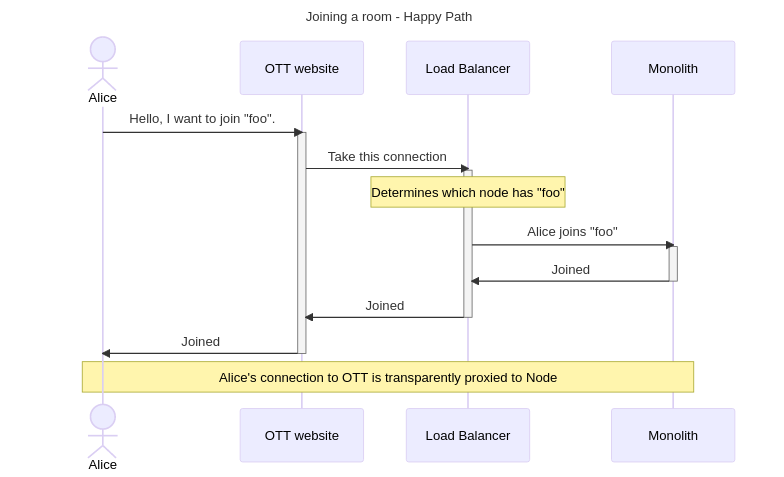 Joining a room - Happy Path
Alice
OTT website
Load Balancer
Monolith
Hello, I want to join "foo".
Take this connection
Determines which node has "foo"
Alice joins "foo"
Joined
Joined
Joined
Alice's connection to OTT is transparently proxied to Node
Alice
OTT website
Load Balancer
Monolith